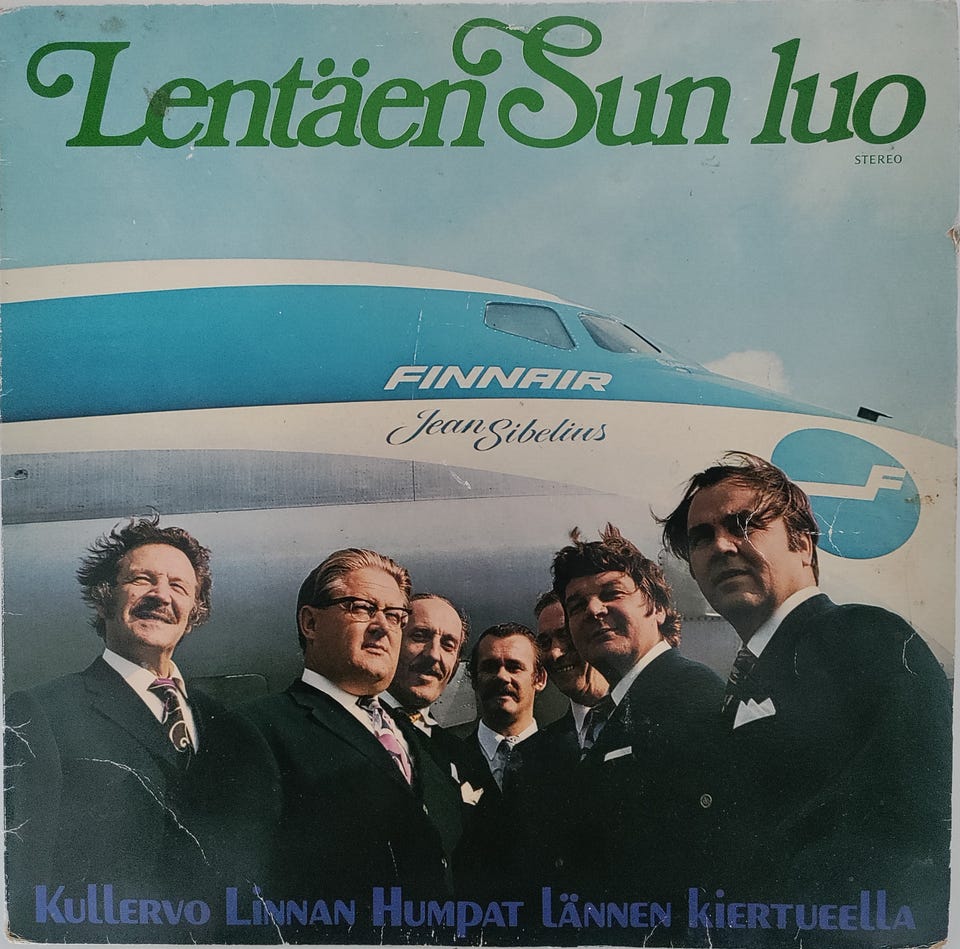 Lentäen Sun luo
STEREO
FINNAIR
Jean Sibelius
F
Kullervo Linnan Humpat lännen kiertueella